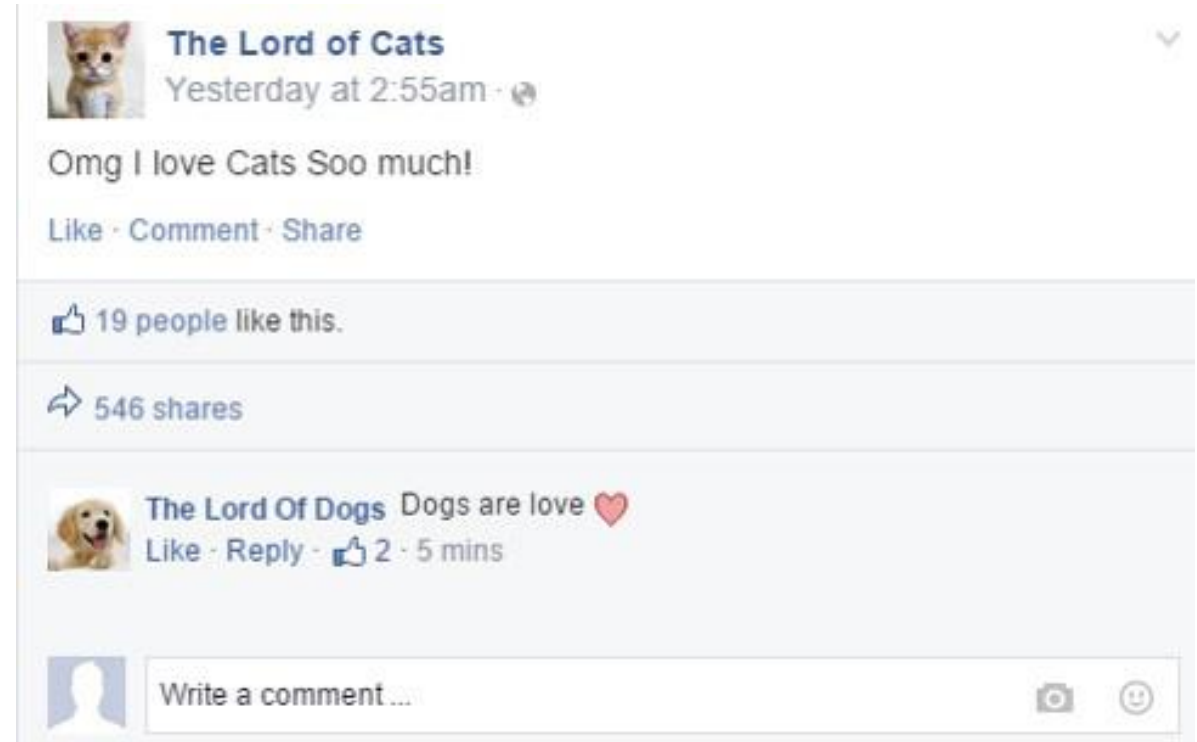 The Lord of Cats
Yesterday at 2:55am ·
Omg I love Cats Soo much!
Like · Comment · Share
19 people like this.
546 shares
The Lord Of Dogs Dogs are love
Like · Reply · 2 · 5 mins
Write a comment ...